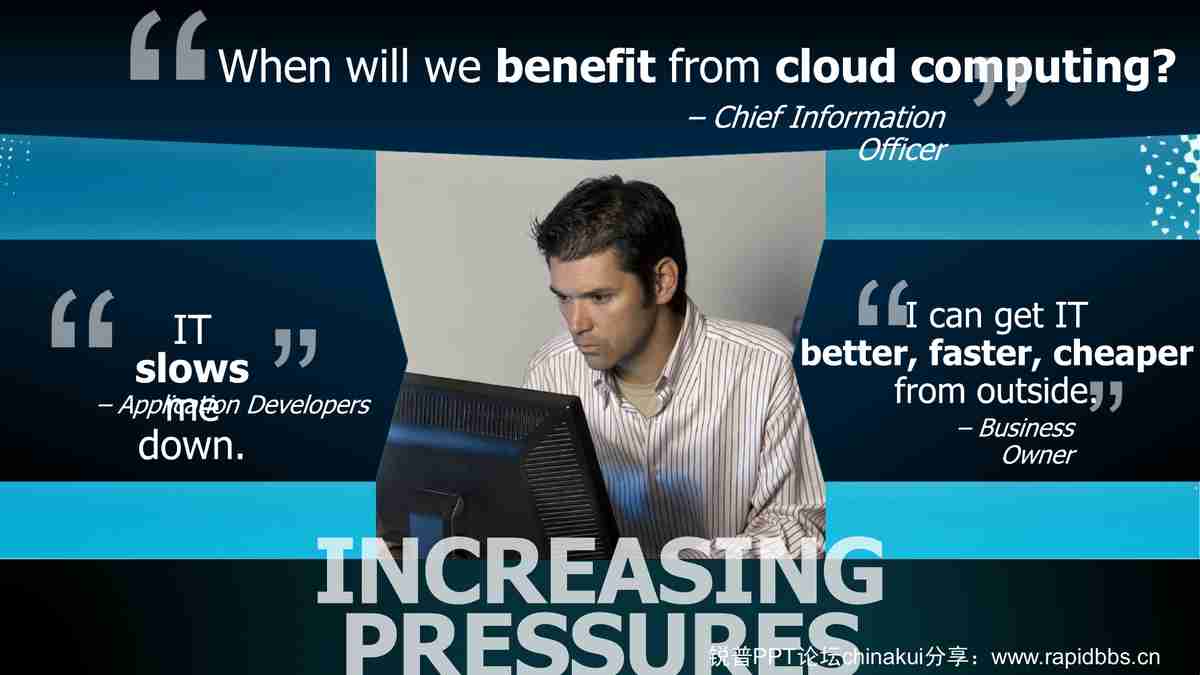 “When will we benefit from cloud computing?”
– Chief Information
Officer
“IT
slows
me
down.”
– Application Developers
“I can get IT
better, faster, cheaper
from outside.”
– Business
Owner
INCREASING
PRESSURES
锐普PPT论坛chinakui分享：www.rapidbbs.cn